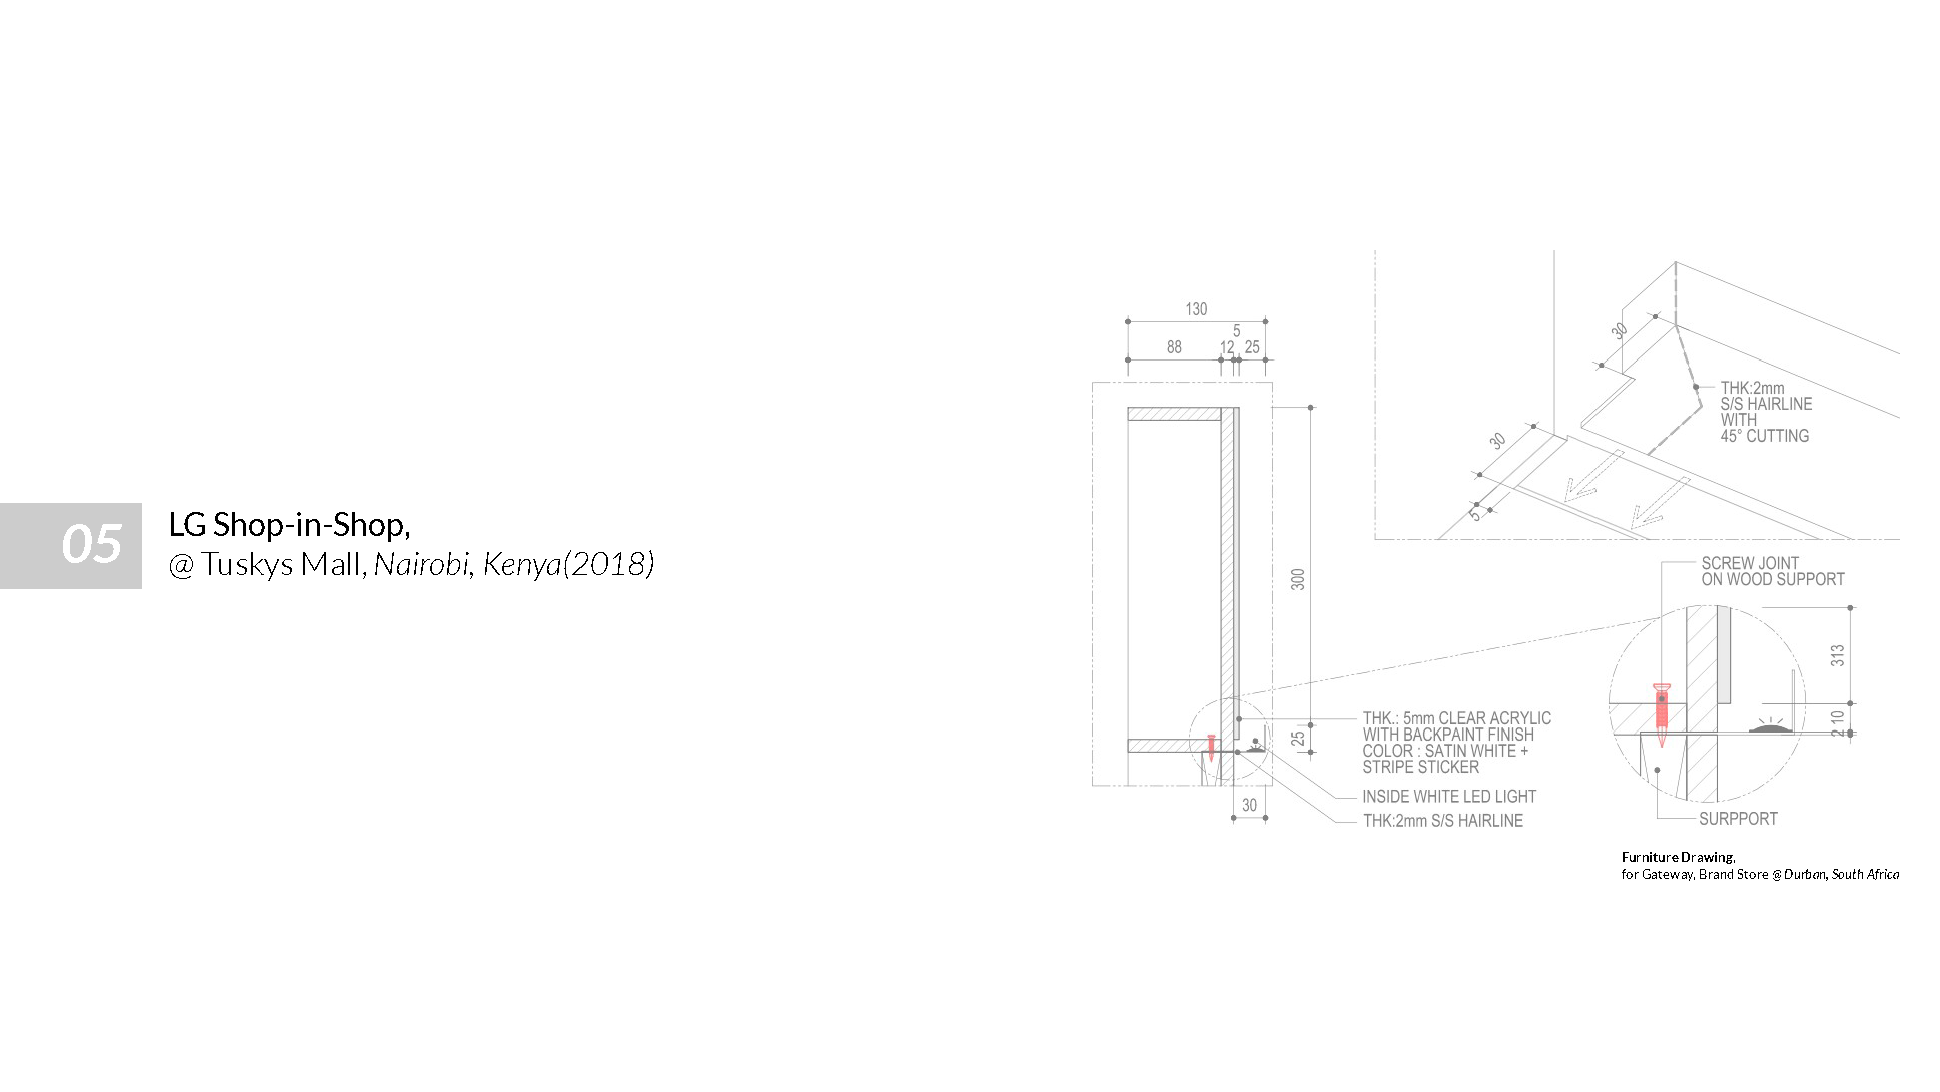 05
LG Shop-in-Shop,
@ Tuskys Mall, Nairobi, Kenya(2018)
130
5
88
12
25
300
25
30
THK.: 5mm CLEAR ACRYLIC
WITH BACKPAINT FINISH
COLOR : SATIN WHITE +
STRIPE STICKER
INSIDE WHITE LED LIGHT
THK:2mm S/S HAIRLINE
30
30
5
THK:2mm
S/S HAIRLINE
WITH
45° CUTTING
SCREW JOINT
ON WOOD SUPPORT
313
10
2
SURPPORT
Furniture Drawing,
for Gateway, Brand Store @ Durban, South Africa